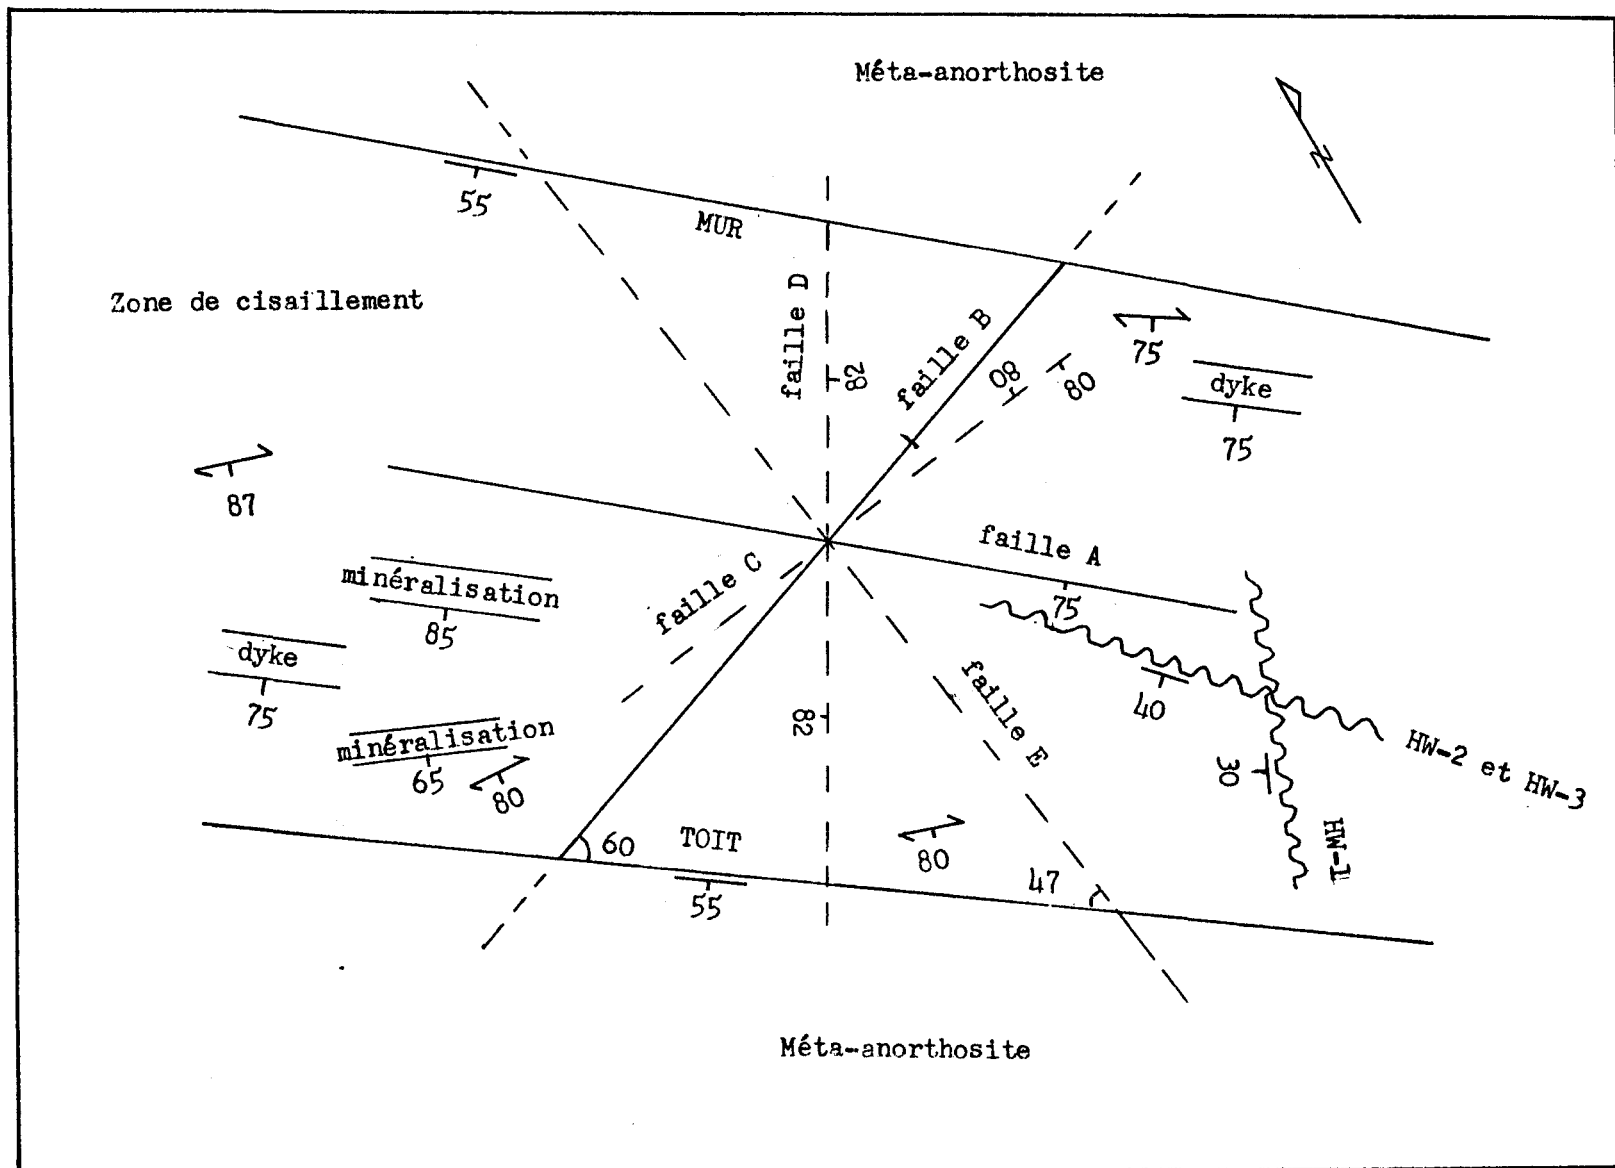 Méta-anorthosite
N
55
MUR
Zone de cisaillement
faille D
82
faille B
80
80
75
dyke
75
87
faille A
75
minéralisation
85
faille C
dyke
75
minéralisation
65
80
82
faille E
40
HW-2 et HW-3
30
HW-1
60
TOIT
55
80
47
Méta-anorthosite